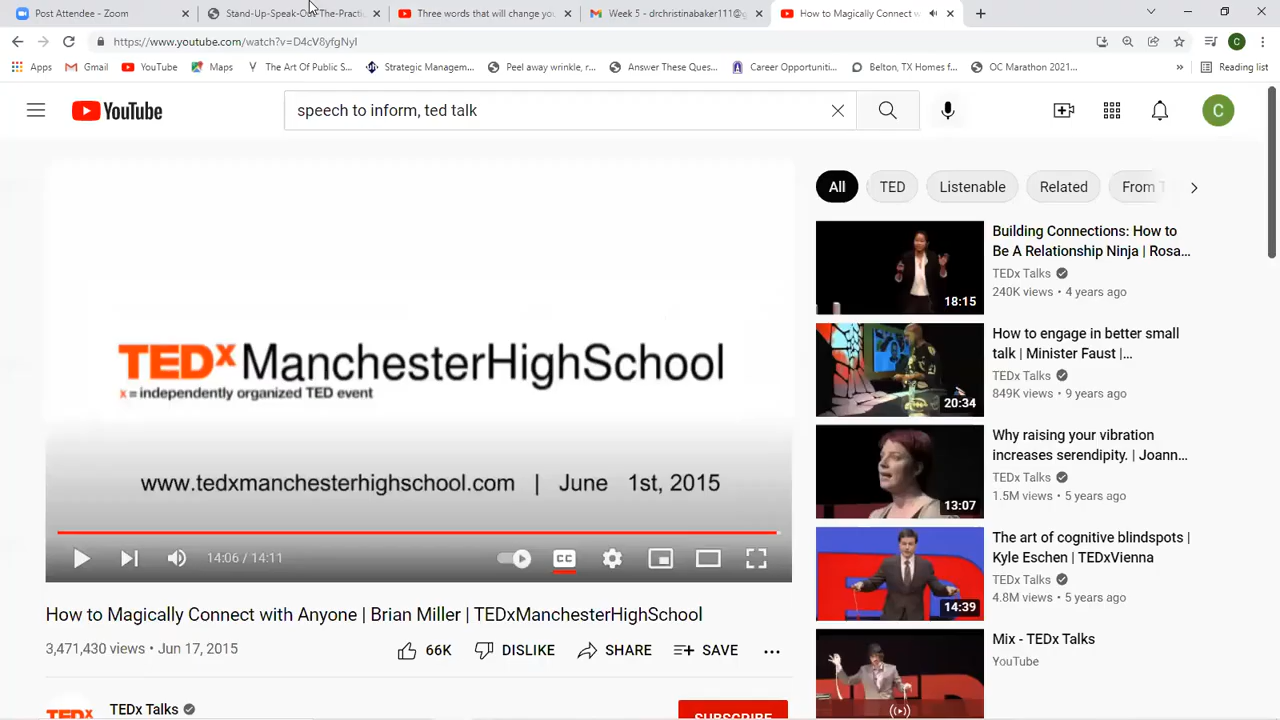 Post Attendee - Zoom
Stand-Up-Speak-Out-The-Practi
Three words that will change you
Week 5 - drchristinabaker111@g
How to Magically Connect w
https://www.youtube.com/watch?v=D4cV8yfgNyI
C
Apps
Gmail
YouTube
Maps
The Art Of Public S...
Strategic Managem...
Peel away wrinkle, r...
Answer These Que...
Career Opportuniti...
Belton, TX Homes f...
OC Marathon 2021...
»
Reading list
YouTube
speech to inform, ted talk
C
All
TED
Listenable
Related
From T
TEDxManchesterHighSchool
x = independently organized TED event
www.tedxmanchesterhighschool.com | June 1st, 2015
14:06 / 14:11
CC
How to Magically Connect with Anyone | Brian Miller | TEDxManchesterHighSchool
3,471,430 views • Jun 17, 2015
66K
DISLIKE
SHARE
SAVE
TEDx
TEDx Talks
SUBSCRIBE
18:15
Building Connections: How to
Be A Relationship Ninja | Rosa...
TEDx Talks
240K views • 4 years ago
20:34
How to engage in better small
talk | Minister Faust |...
TEDx Talks
849K views • 9 years ago
13:07
Why raising your vibration
increases serendipity. | Joann...
TEDx Talks
1.5M views • 5 years ago
14:39
The art of cognitive blindspots |
Kyle Eschen | TEDxVienna
TEDx Talks
4.8M views • 5 years ago
Mix - TEDx Talks
YouTube